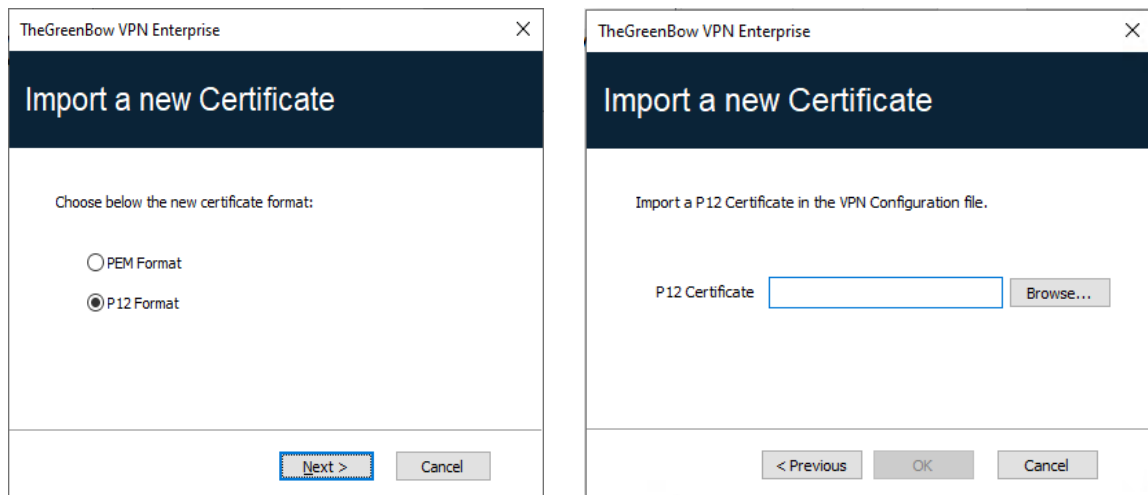 TheGreenBow VPN Enterprise
Import a new Certificate
Choose below the new certificate format:
PEM Format
P12 Format
Next >
Cancel
TheGreenBow VPN Enterprise
Import a new Certificate
Import a P12 Certificate in the VPN Configuration file.
P12 Certificate
Browse...
< Previous
OK
Cancel